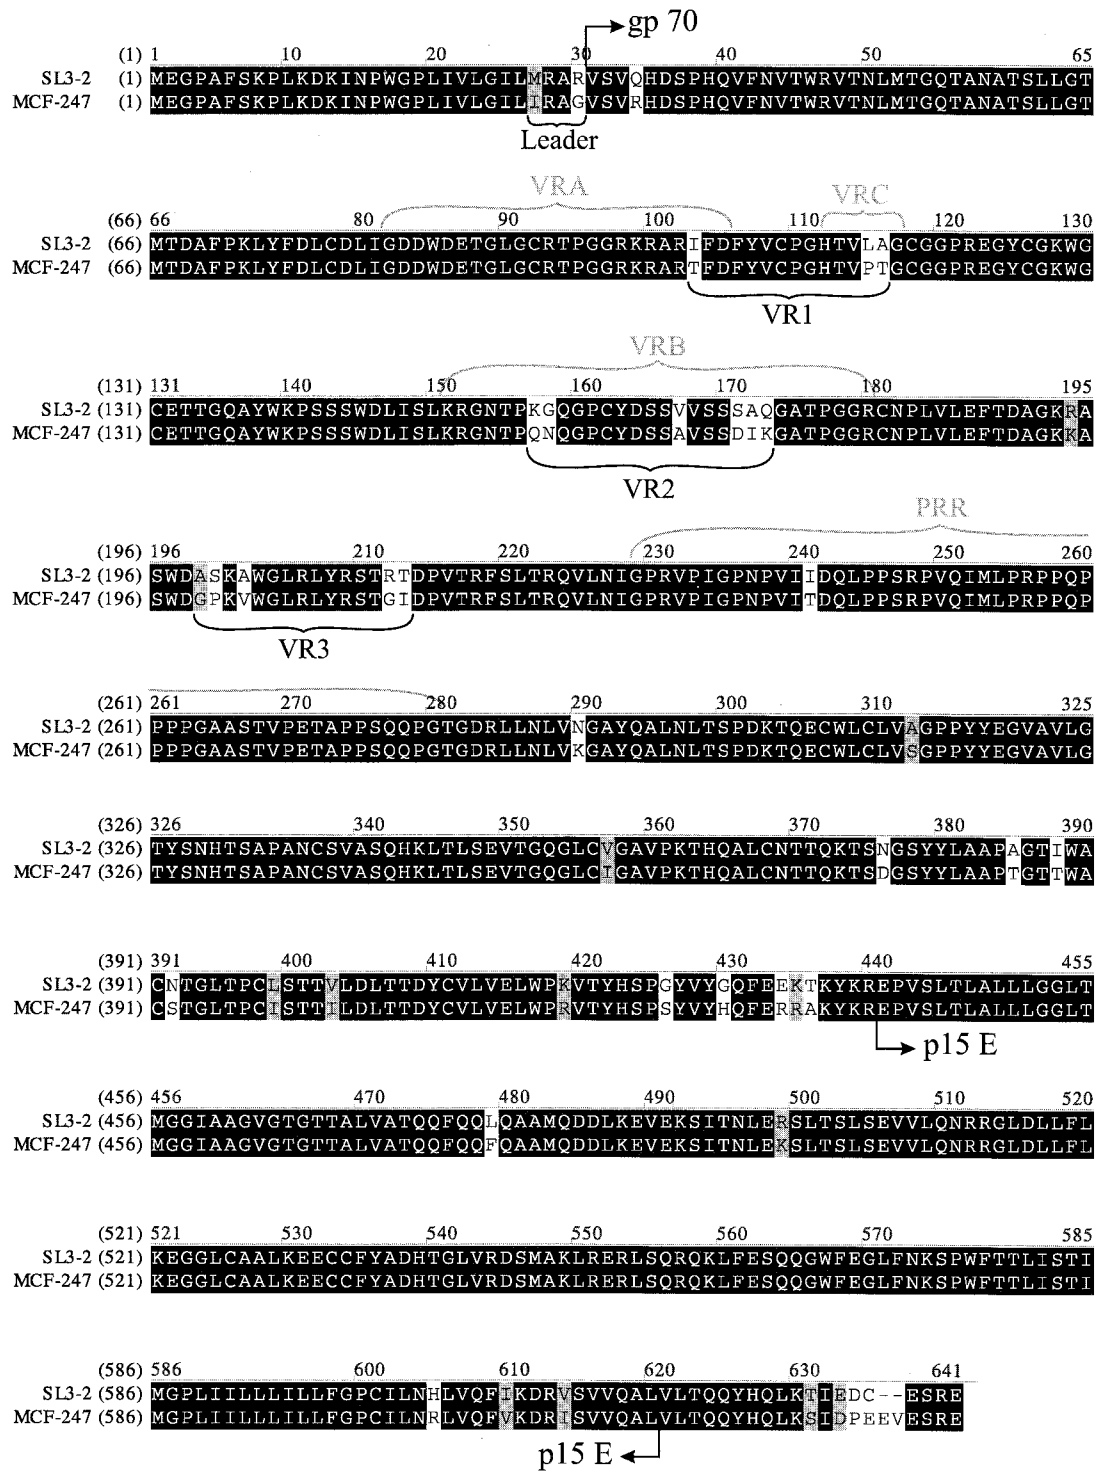 gp 70
(1) 1 10 20 30 40 50 65
SL3-2 (1) MEGPAFSKPLKDKINPWGPLIVLGILMRARVSVQHDSPHQVFNVTWRVTNLMTGQTANATSLLGT
MCF-247 (1) MEGPAFSKPLKDKINPWGPLIVLGILIRAGVSVRHDSPHQVFNVTWRVTNLMTGQTANATSLLGT
Leader
VRA VRC
(66) 66 80 90 100 110 120 130
SL3-2 (66) MTDAFPKLYFDLCDLIGDDWDETGLGCRTPGGRKRARIFDFYVCPGHTVLAGCGGPREGYCGKWG
MCF-247 (66) MTDAFPKLYFDLCDLIGDDWDETGLGCRTPGGRKRARTFDFYVCPGHTVPTGCGGPREGYCGKWG
VR1
VRB
(131) 131 140 150 160 170 180 195
SL3-2 (131) CETTGQAYWKPSSSWDLISLKRGNTPKGQGPCYDSSVVSSSAQGATPGGRCNPLVLEFTDAGKRA
MCF-247 (131) CETTGQAYWKPSSSWDLISLKRGNTPQNQGPCYDSSAVSSDIKGATPGGRCNPLVLEFTDAGKKA
VR2
PRR
(196) 196 210 220 230 240 250 260
SL3-2 (196) SWDASKAWGLRLYRSTRTDPVTRFSLTRQVLNIGPRVPIGPNPVIIDQLPPSRPVQIMLPRPPQP
MCF-247 (196) SWDGPKVWGLRLYRSTGIDPVTRFSLTRQVLNIGPRVPIGPNPVITDQLPPSRPVQIMLPRPPQP
VR3
(261) 261 270 280 290 300 310 325
SL3-2 (261) PPPGAASTVPETAPPSQQPGTGDRLLNLVNGAYQALNLTSPDKTQECWLCLVAGPPYYEGVAVLG
MCF-247 (261) PPPGAASTVPETAPPSQQPGTGDRLLNLVKGAYQALNLTSPDKTQECWLCLVSGPPYYEGVAVLG
(326) 326 340 350 360 370 380 390
SL3-2 (326) TYSNHTSAPANCSVASQHKLTLSEVTGQGLCVGAVPKTHQALCNTTQKTSNGSYYLAAPAGTIWA
MCF-247 (326) TYSNHTSAPANCSVASQHKLTLSEVTGQGLCIGAVPKTHQALCNTTQKTSDGSYYLAAPTGTTWA
(391) 391 400 410 420 430 440 455
SL3-2 (391) CNTGLTPCLSTTVLDLTTDYCVLVELWPKVTYHSPGYVYGQFEEKTKYKREPVSLTLALLLGGLT
MCF-247 (391) CSTGLTPCISTTILDLTTDYCVLVELWPRVTYHSPSYVYHQFERRAKYKREPVSLTLALLLGGLT
p15 E
(456) 456 470 480 490 500 510 520
SL3-2 (456) MGGIAAGVGTGTTALVATQQFQQLQAAMQDDLKEVEKSITNLERSLTSLSEVVLQNRRGLDLLFL
MCF-247 (456) MGGIAAGVGTGTTALVATQQFQQFQAAMQDDLKEVEKSITNLEKSLTSLSEVVLQNRRGLDLLFL
(521) 521 530 540 550 560 570 585
SL3-2 (521) KEGGLCAALKEECCFYADHTGLVRDSMAKLRERLSQRQKLFESQQGWFEGLFNKSPWFTTLISTI
MCF-247 (521) KEGGLCAALKEECCFYADHTGLVRDSMAKLRERLSQRQKLFESQQGWFEGLFNKSPWFTTLISTI
(586) 586 600 610 620 630 641
SL3-2 (586) MGPLIILLLILLFGPCILNHLVQFIKDRVSVVQALVLTQQYHQLKTIEDC--ESRE
MCF-247 (586) MGPLIILLLILLFGPCILNRLVQFVKDRISVVQALVLTQQYHQLKSIDPEEVESRE
p15 E